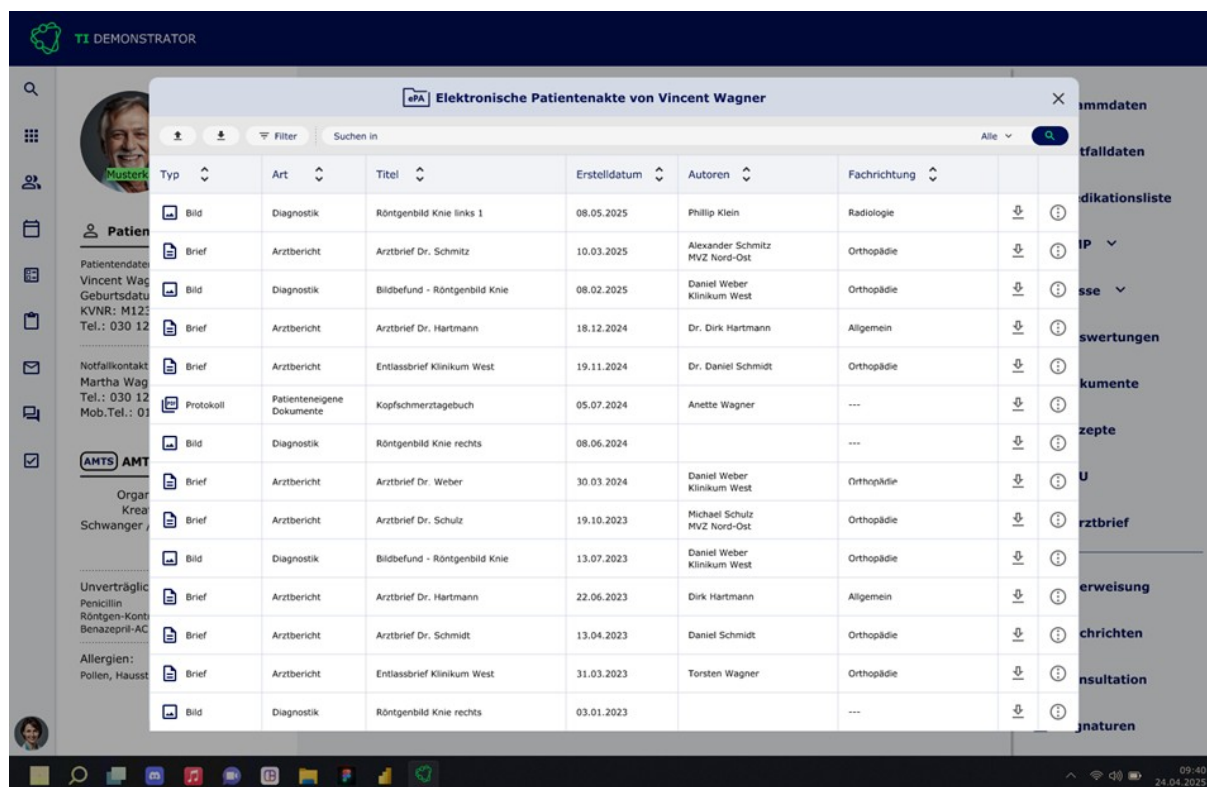 TI DEMONSTRATOR
ePA Elektronische Patientenakte von Vincent Wagner
Filter Suchen in Alle
Typ Art Titel Erstelldatum Autoren Fachrichtung
Bild Diagnostik Röntgenbild Knie links 1 08.05.2025 Phillip Klein Radiologie
Brief Arztbericht Arztbrief Dr. Schmitz 10.03.2025 Alexander Schmitz Orthopädie
MVZ Nord-Ost
Bild Diagnostik Bildbefund - Röntgenbild Knie 08.02.2025 Daniel Weber Orthopädie
Klinikum West
Brief Arztbericht Arztbrief Dr. Hartmann 18.12.2024 Dr. Dirk Hartmann Allgemein
Brief Arztbericht Entlassbrief Klinikum West 19.11.2024 Dr. Daniel Schmidt Orthopädie
PDF Protokoll Patienteneigene Kopfschmerztagebuch 05.07.2024 Anette Wagner ---
Dokumente
Bild Diagnostik Röntgenbild Knie rechts 08.06.2024 ---
Brief Arztbericht Arztbrief Dr. Weber 30.03.2024 Daniel Weber Orthopädie
Klinikum West
Brief Arztbericht Arztbrief Dr. Schulz 19.10.2023 Michael Schulz Orthopädie
MVZ Nord-Ost
Bild Diagnostik Bildbefund - Röntgenbild Knie 13.07.2023 Daniel Weber Orthopädie
Klinikum West
Brief Arztbericht Arztbrief Dr. Hartmann 22.06.2023 Dirk Hartmann Allgemein
Brief Arztbericht Arztbrief Dr. Schmidt 13.04.2023 Daniel Schmidt Orthopädie
Brief Arztbericht Entlassbrief Klinikum West 31.03.2023 Torsten Wagner Orthopädie
Bild Diagnostik Röntgenbild Knie rechts 03.01.2023 ---
Musterk
Patien
Patientendate
Vincent Wag
Geburtsdatu
KVNR: M123
Tel.: 030 12
Notfallkontakt
Martha Wag
Tel.: 030 12
Mob.Tel.: 01
AMTS AMT
Organ
Krea
Schwanger /
Unverträglic
Penicillin
Röntgen-Kontr
Benazepril-AC
Allergien:
Pollen, Hausst
ammdaten
tfalldaten
dikationsliste
IP
sse
swertungen
kumente
zepte
U
rztbrief
erweisung
chrichten
nsultation
gnaturen
09:40
24.04.2025